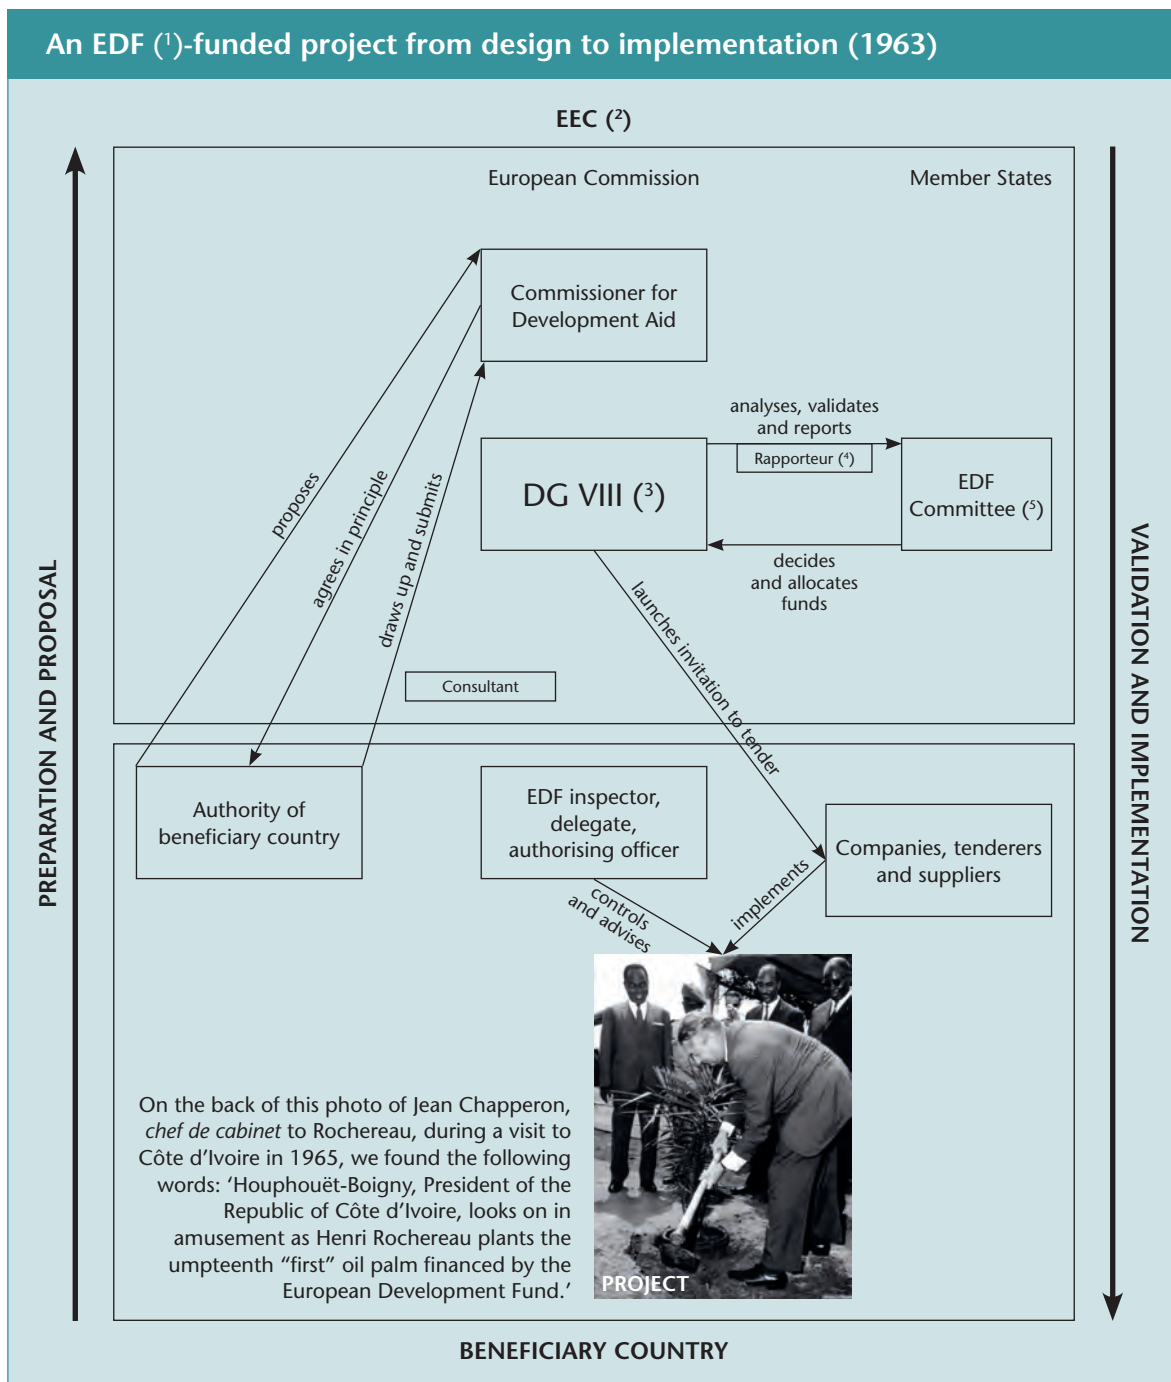 An EDF (¹)-funded project from design to implementation (1963)
EEC (²)
European Commission
Member States
Commissioner for
Development Aid
analyses, validates
and reports
Rapporteur (⁴)
DG VIII (³)
EDF
Committee (⁵)
decides
and allocates
funds
proposes
agrees in principle
draws up and submits
launches invitation to tender
Consultant
PREPARATION AND PROPOSAL
VALIDATION AND IMPLEMENTATION
Authority of
beneficiary country
EDF inspector,
delegate,
authorising officer
Companies, tenderers
and suppliers
controls
and advises
implements
On the back of this photo of Jean Chapperon,
chef de cabinet to Rochereau, during a visit to
Côte d’Ivoire in 1965, we found the following
words: ‘Houphouët-Boigny, President of the
Republic of Côte d’Ivoire, looks on in
amusement as Henri Rochereau plants the
umpteenth “first” oil palm financed by the
European Development Fund.’
PROJECT
BENEFICIARY COUNTRY